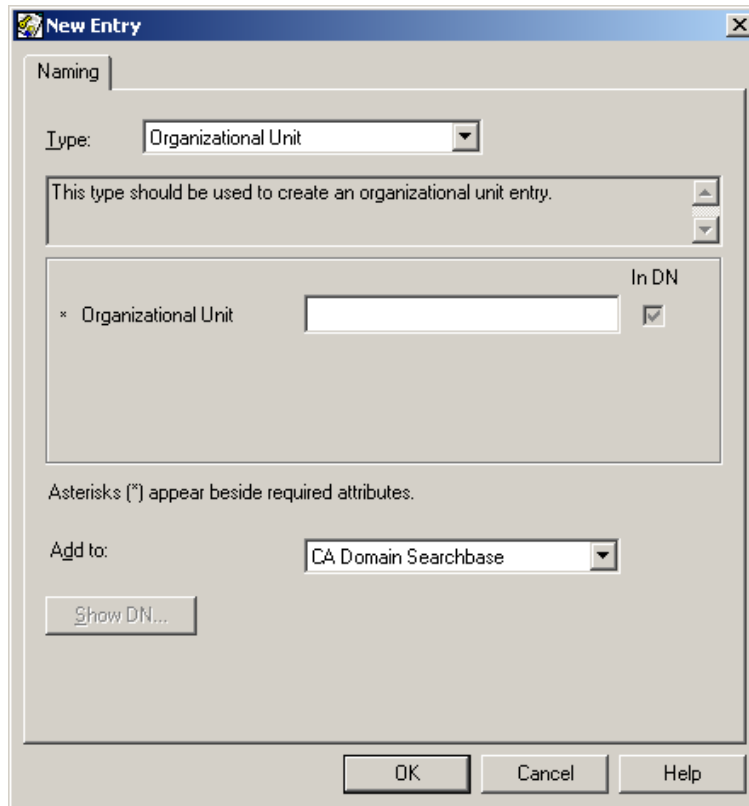 New Entry
Naming
Type: Organizational Unit
This type should be used to create an organizational unit entry.
In DN
* Organizational Unit
Asterisks (*) appear beside required attributes.
Add to: CA Domain Searchbase
Show DN...
OK Cancel Help